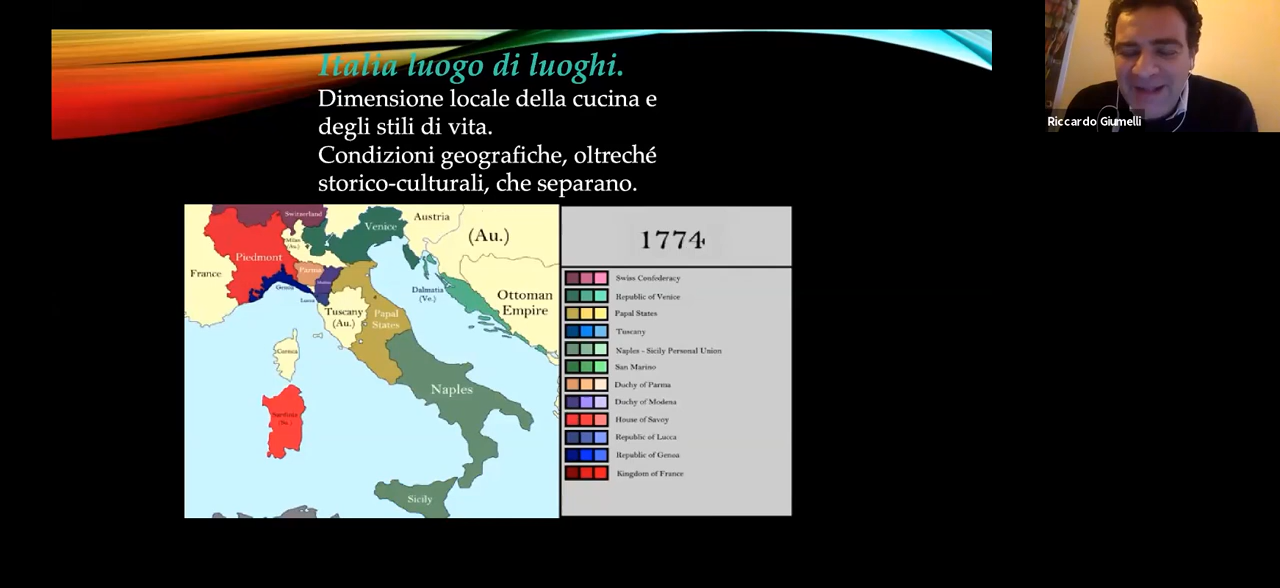 Italia luogo di luoghi.
Dimensione locale della cucina e
degli stili di vita.
Condizioni geografiche, oltreché
storico-culturali, che separano.
Riccardo Giumelli
Switzerland
Austria
(Au.)
Venice
Milan
(Au.)
Piedmont
France
Parma
Genoa
Lucca
Tuscany
(Au.)
Papal
States
Dalmatia
(Ve.)
Ottoman
Empire
Corsica
Sardinia
Naples
Sicily
1774
Swiss Confederacy
Republic of Venice
Papal States
Tuscany
Naples - Sicily Personal Union
San Marino
Duchy of Parma
Duchy of Modena
House of Savoy
Republic of Lucca
Republic of Genoa
Kingdom of France